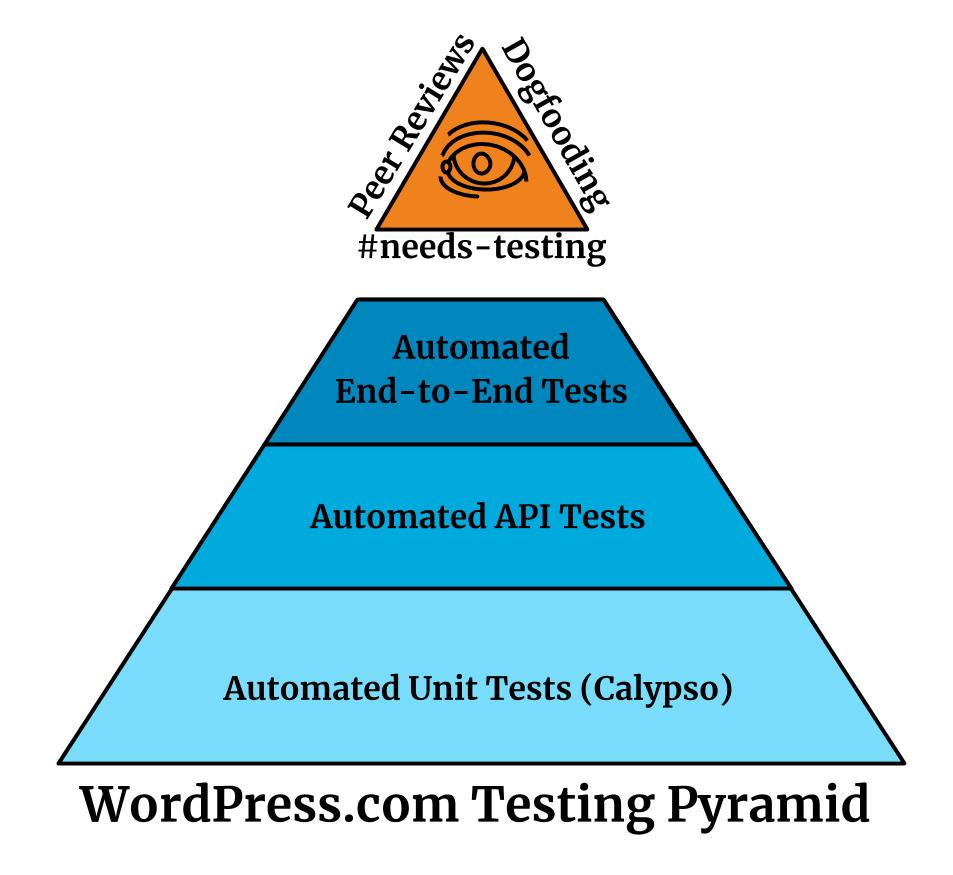 Peer Reviews
Dogfooding
#needs-testing
Automated
End-to-End Tests
Automated API Tests
Automated Unit Tests (Calypso)
WordPress.com Testing Pyramid